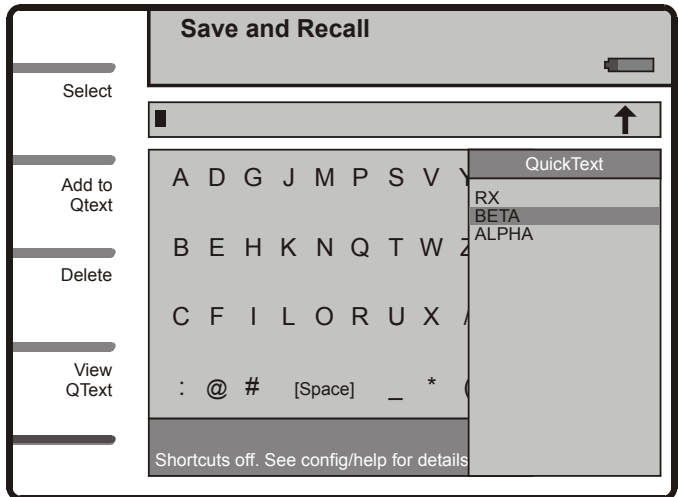 Save and Recall
Select
Add to
Qtext
Delete
View
QText
A D G J M P S V Y
B E H K N Q T W Z
C F I L O R U X /
: @ # [Space] _ * (
Shortcuts off. See config/help for details
QuickText
RX
BETA
ALPHA